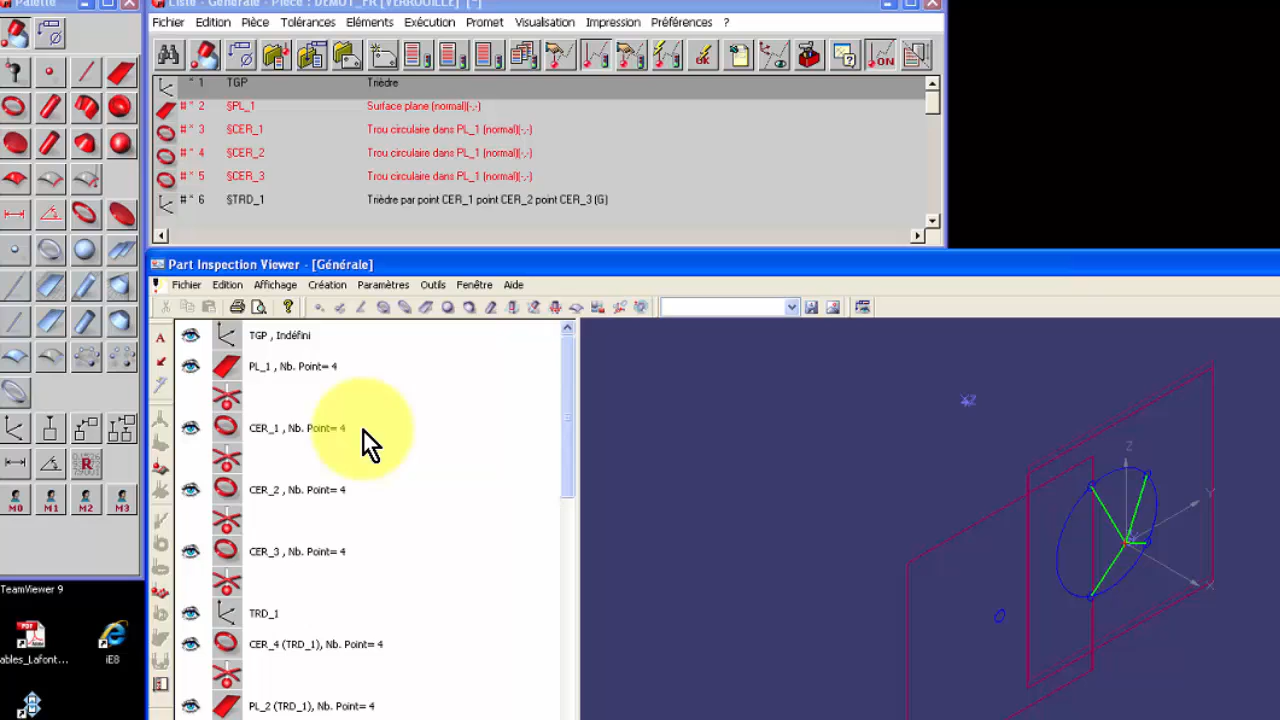 Palette
Liste - Générale - Pièce : DEMO1_FR [VERROUILLE] [*]
Fichier Edition Pièce Tolérances Eléments Exécution Promet Visualisation Impression Préférences ?
ON
* 1 TGP Trièdre
# * 2 §PL_1 Surface plane (normal)(-,-)
# * 3 §CER_1 Trou circulaire dans PL_1 (normal)(-,-)
# * 4 §CER_2 Trou circulaire dans PL_1 (normal)(-,-)
# * 5 §CER_3 Trou circulaire dans PL_1 (normal)(-,-)
# * 6 §TRD_1 Trièdre par point CER_1 point CER_2 point CER_3 (G)
Part Inspection Viewer - [Générale]
Fichier Edition Affichage Création Paramètres Outils Fenêtre Aide
TGP , Indéfini
PL_1 , Nb. Point= 4
CER_1 , Nb. Point= 4
CER_2 , Nb. Point= 4
CER_3 , Nb. Point= 4
TRD_1
CER_4 (TRD_1), Nb. Point= 4
PL_2 (TRD_1), Nb. Point= 4
A
Z
Y
X
R
M0 M1 M2 M3
TeamViewer 9
PDF
ables_Lafont...
iE8